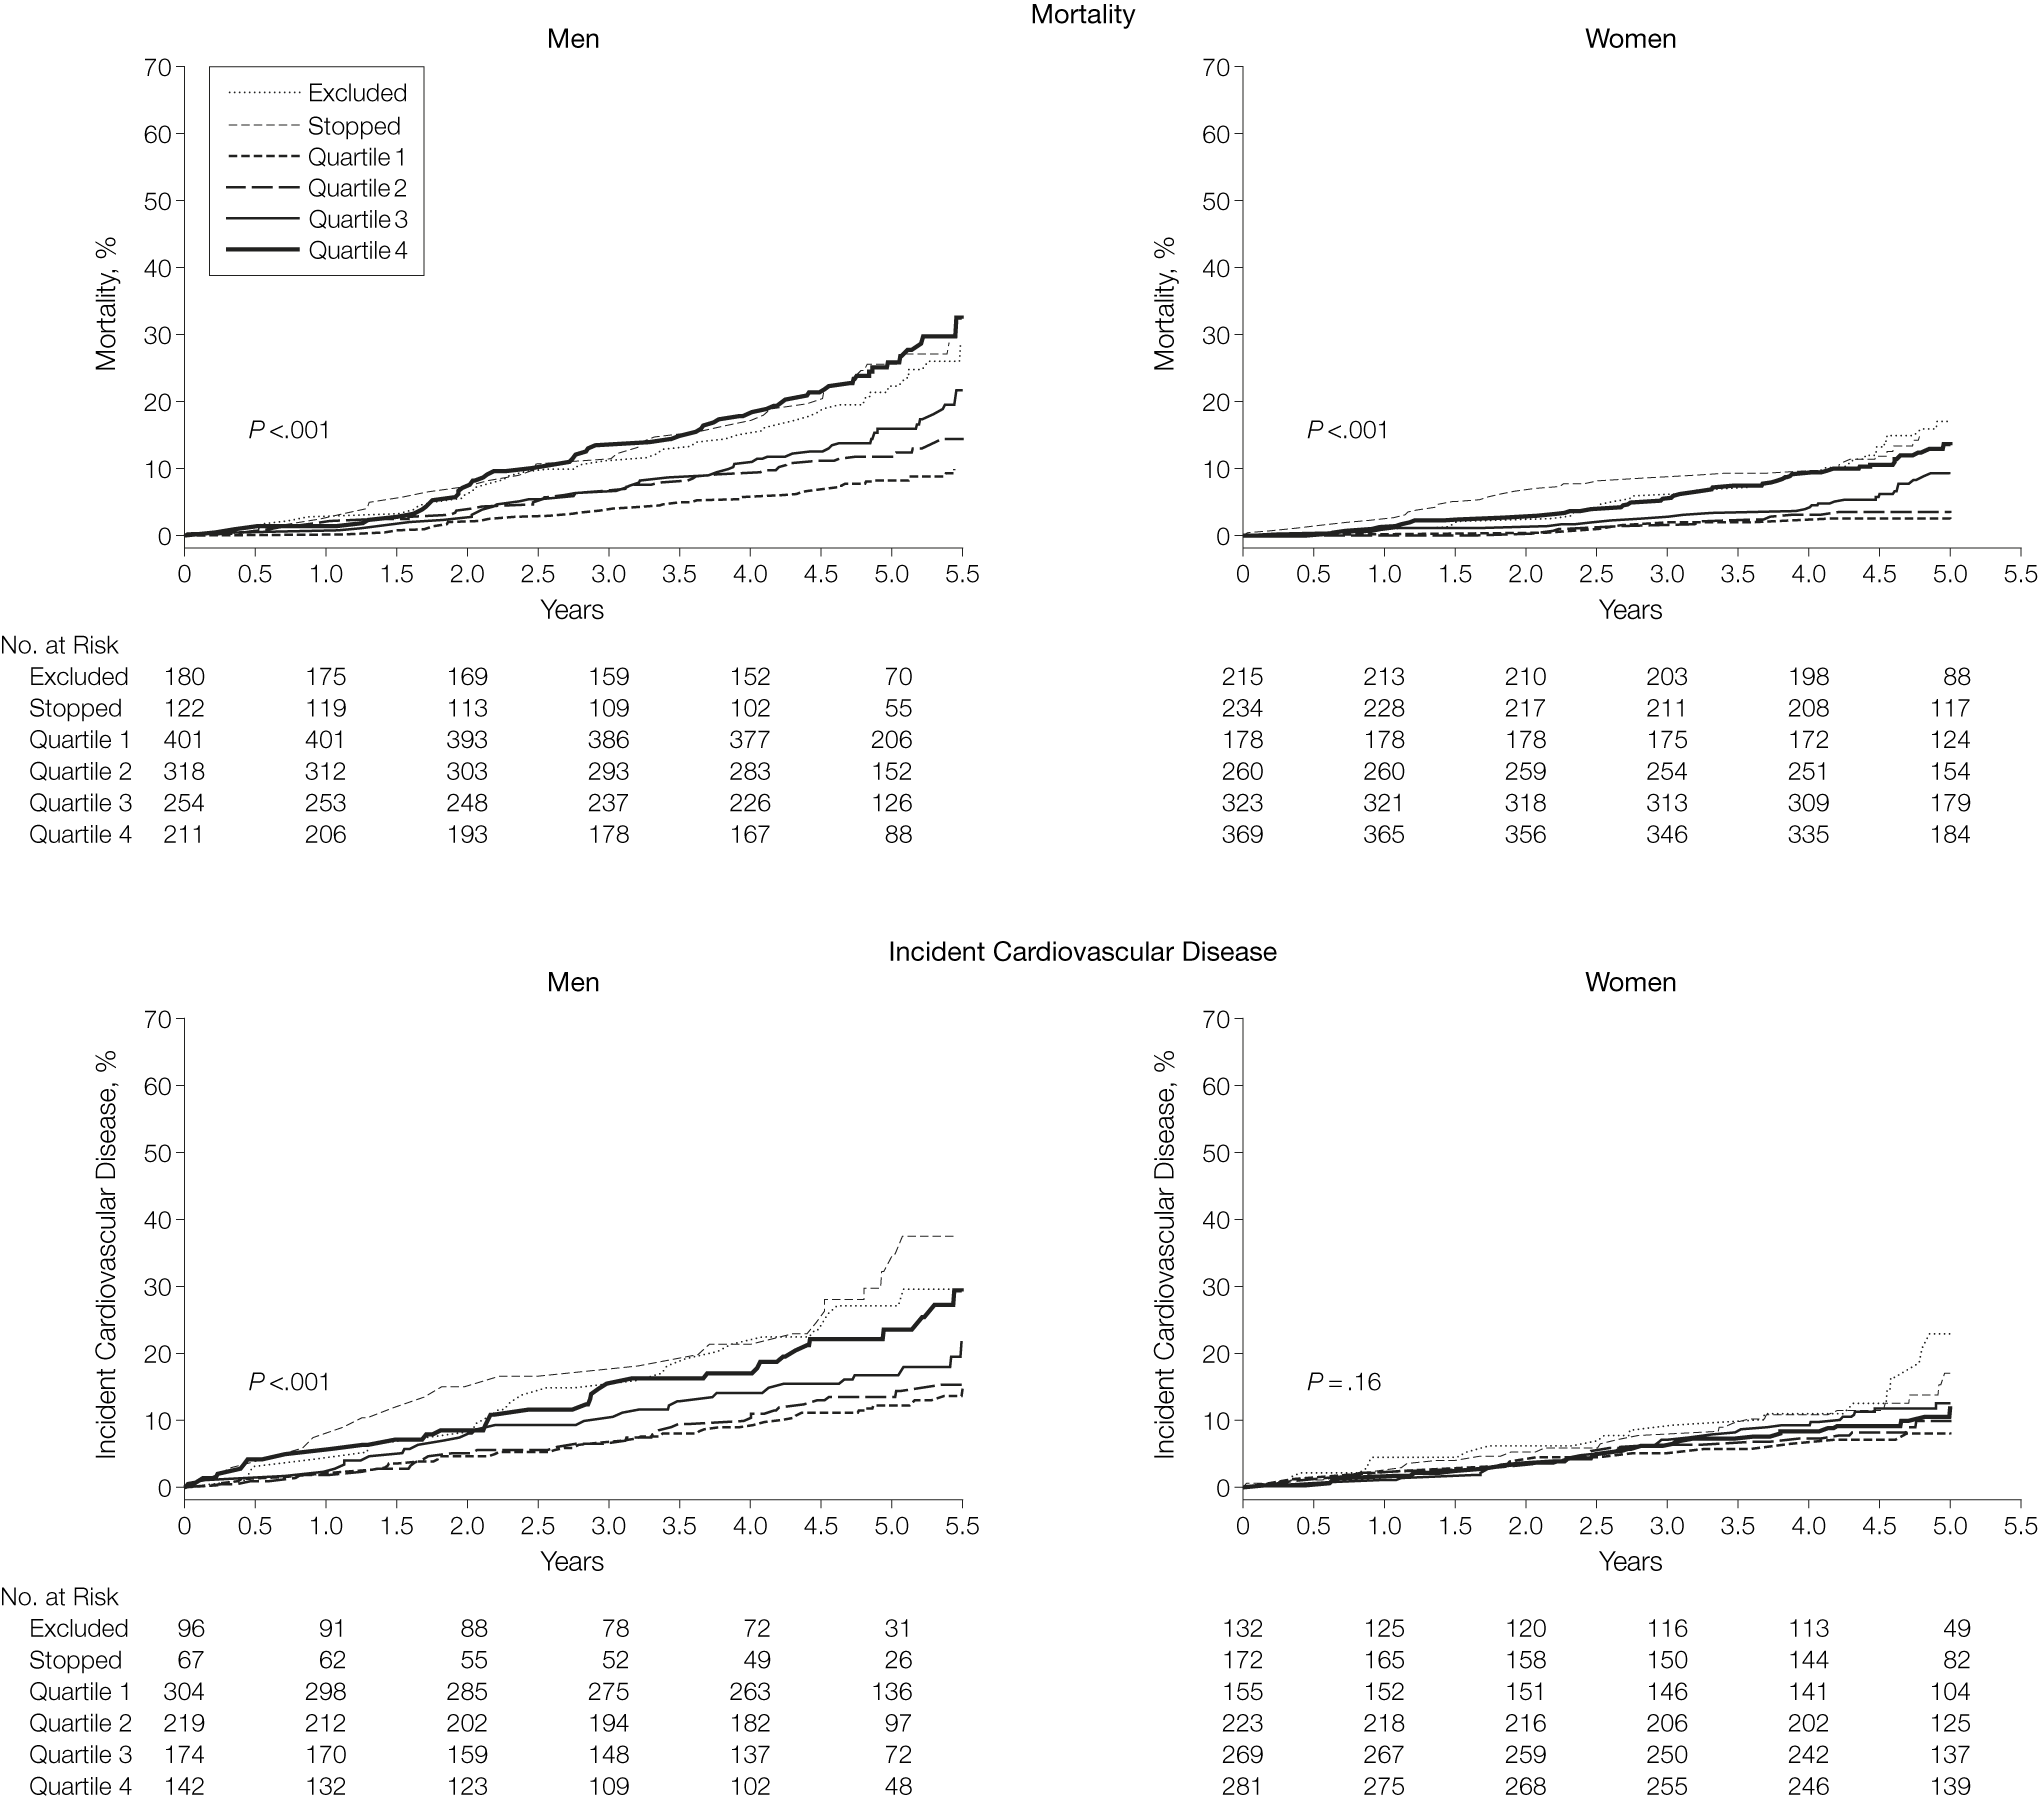 Mortality
Men
Women
70
60
50
40
30
20
10
0
Mortality, %
Excluded
Stopped
Quartile 1
Quartile 2
Quartile 3
Quartile 4
P <.001
0 0.5 1.0 1.5 2.0 2.5 3.0 3.5 4.0 4.5 5.0 5.5
Years
70
60
50
40
30
20
10
0
Mortality, %
P <.001
0 0.5 1.0 1.5 2.0 2.5 3.0 3.5 4.0 4.5 5.0 5.5
Years
No. at Risk
Excluded 180 175 169 159 152 70 215 213 210 203 198 88
Stopped 122 119 113 109 102 55 234 228 217 211 208 117
Quartile 1 401 401 393 386 377 206 178 178 178 175 172 124
Quartile 2 318 312 303 293 283 152 260 260 259 254 251 154
Quartile 3 254 253 248 237 226 126 323 321 318 313 309 179
Quartile 4 211 206 193 178 167 88 369 365 356 346 335 184
Incident Cardiovascular Disease
Men
Women
70
60
50
40
30
20
10
0
Incident Cardiovascular Disease, %
P <.001
0 0.5 1.0 1.5 2.0 2.5 3.0 3.5 4.0 4.5 5.0 5.5
Years
70
60
50
40
30
20
10
0
Incident Cardiovascular Disease, %
P = .16
0 0.5 1.0 1.5 2.0 2.5 3.0 3.5 4.0 4.5 5.0 5.5
Years
No. at Risk
Excluded 96 91 88 78 72 31 132 125 120 116 113 49
Stopped 67 62 55 52 49 26 172 165 158 150 144 82
Quartile 1 304 298 285 275 263 136 155 152 151 146 141 104
Quartile 2 219 212 202 194 182 97 223 218 216 206 202 125
Quartile 3 174 170 159 148 137 72 269 267 259 250 242 137
Quartile 4 142 132 123 109 102 48 281 275 268 255 246 139